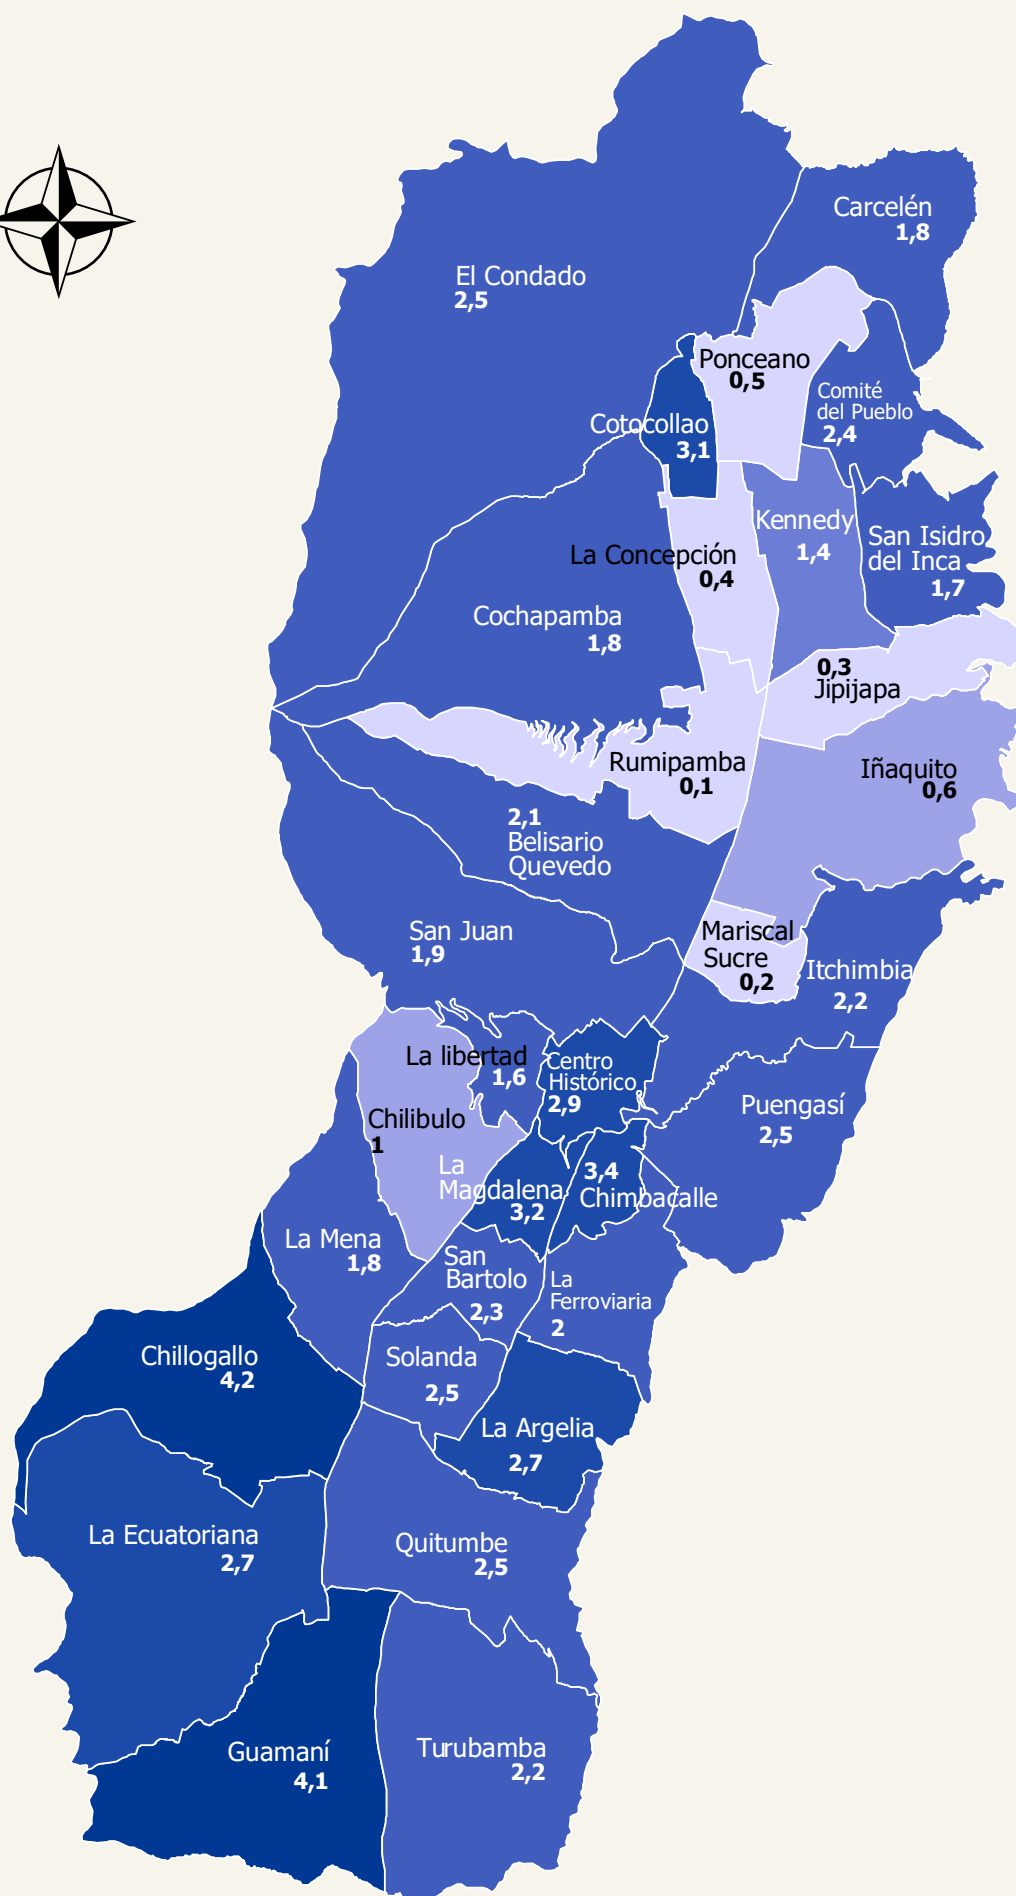 Carcelén
1,8
El Condado
2,5
Ponceano
0,5
Comité
del Pueblo
2,4
Cotocollao
3,1
Kennedy
1,4
San Isidro
del Inca
1,7
La Concepción
0,4
Cochapamba
1,8
0,3
Jipijapa
Rumipamba
0,1
Iñaquito
0,6
2,1
Belisario
Quevedo
San Juan
1,9
Mariscal
Sucre
0,2
Itchimbia
2,2
La libertad
1,6
Centro
Histórico
2,9
Puengasí
2,5
Chilibulo
1
La
Magdalena
3,2
3,4
Chimbacalle
La Mena
1,8
San
Bartolo
2,3
La
Ferroviaria
2
Chillogallo
4,2
Solanda
2,5
La Argelia
2,7
La Ecuatoriana
2,7
Quitumbe
2,5
Guamaní
4,1
Turubamba
2,2